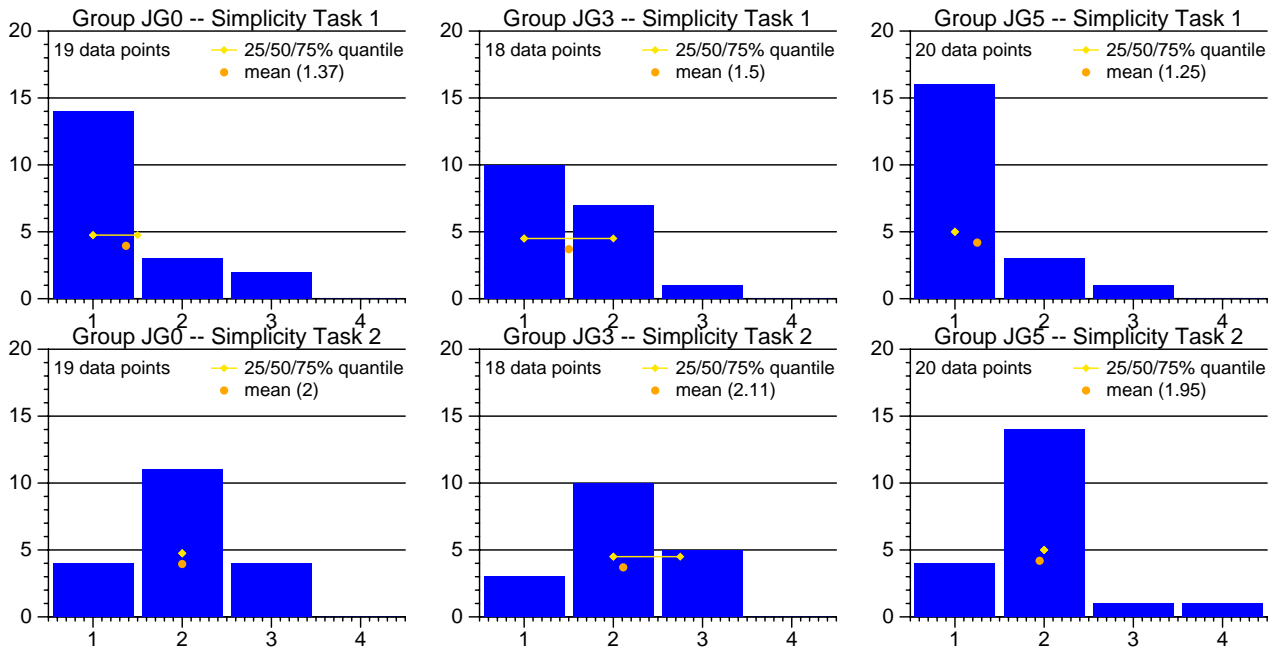 Group JG0 -- Simplicity Task 1
19 data points
25/50/75% quantile
mean (1.37)
20
15
10
5
0
1 2 3 4
Group JG3 -- Simplicity Task 1
18 data points
25/50/75% quantile
mean (1.5)
20
15
10
5
0
1 2 3 4
Group JG5 -- Simplicity Task 1
20 data points
25/50/75% quantile
mean (1.25)
20
15
10
5
0
1 2 3 4
Group JG0 -- Simplicity Task 2
19 data points
25/50/75% quantile
mean (2)
20
15
10
5
0
1 2 3 4
Group JG3 -- Simplicity Task 2
18 data points
25/50/75% quantile
mean (2.11)
20
15
10
5
0
1 2 3 4
Group JG5 -- Simplicity Task 2
20 data points
25/50/75% quantile
mean (1.95)
20
15
10
5
0
1 2 3 4